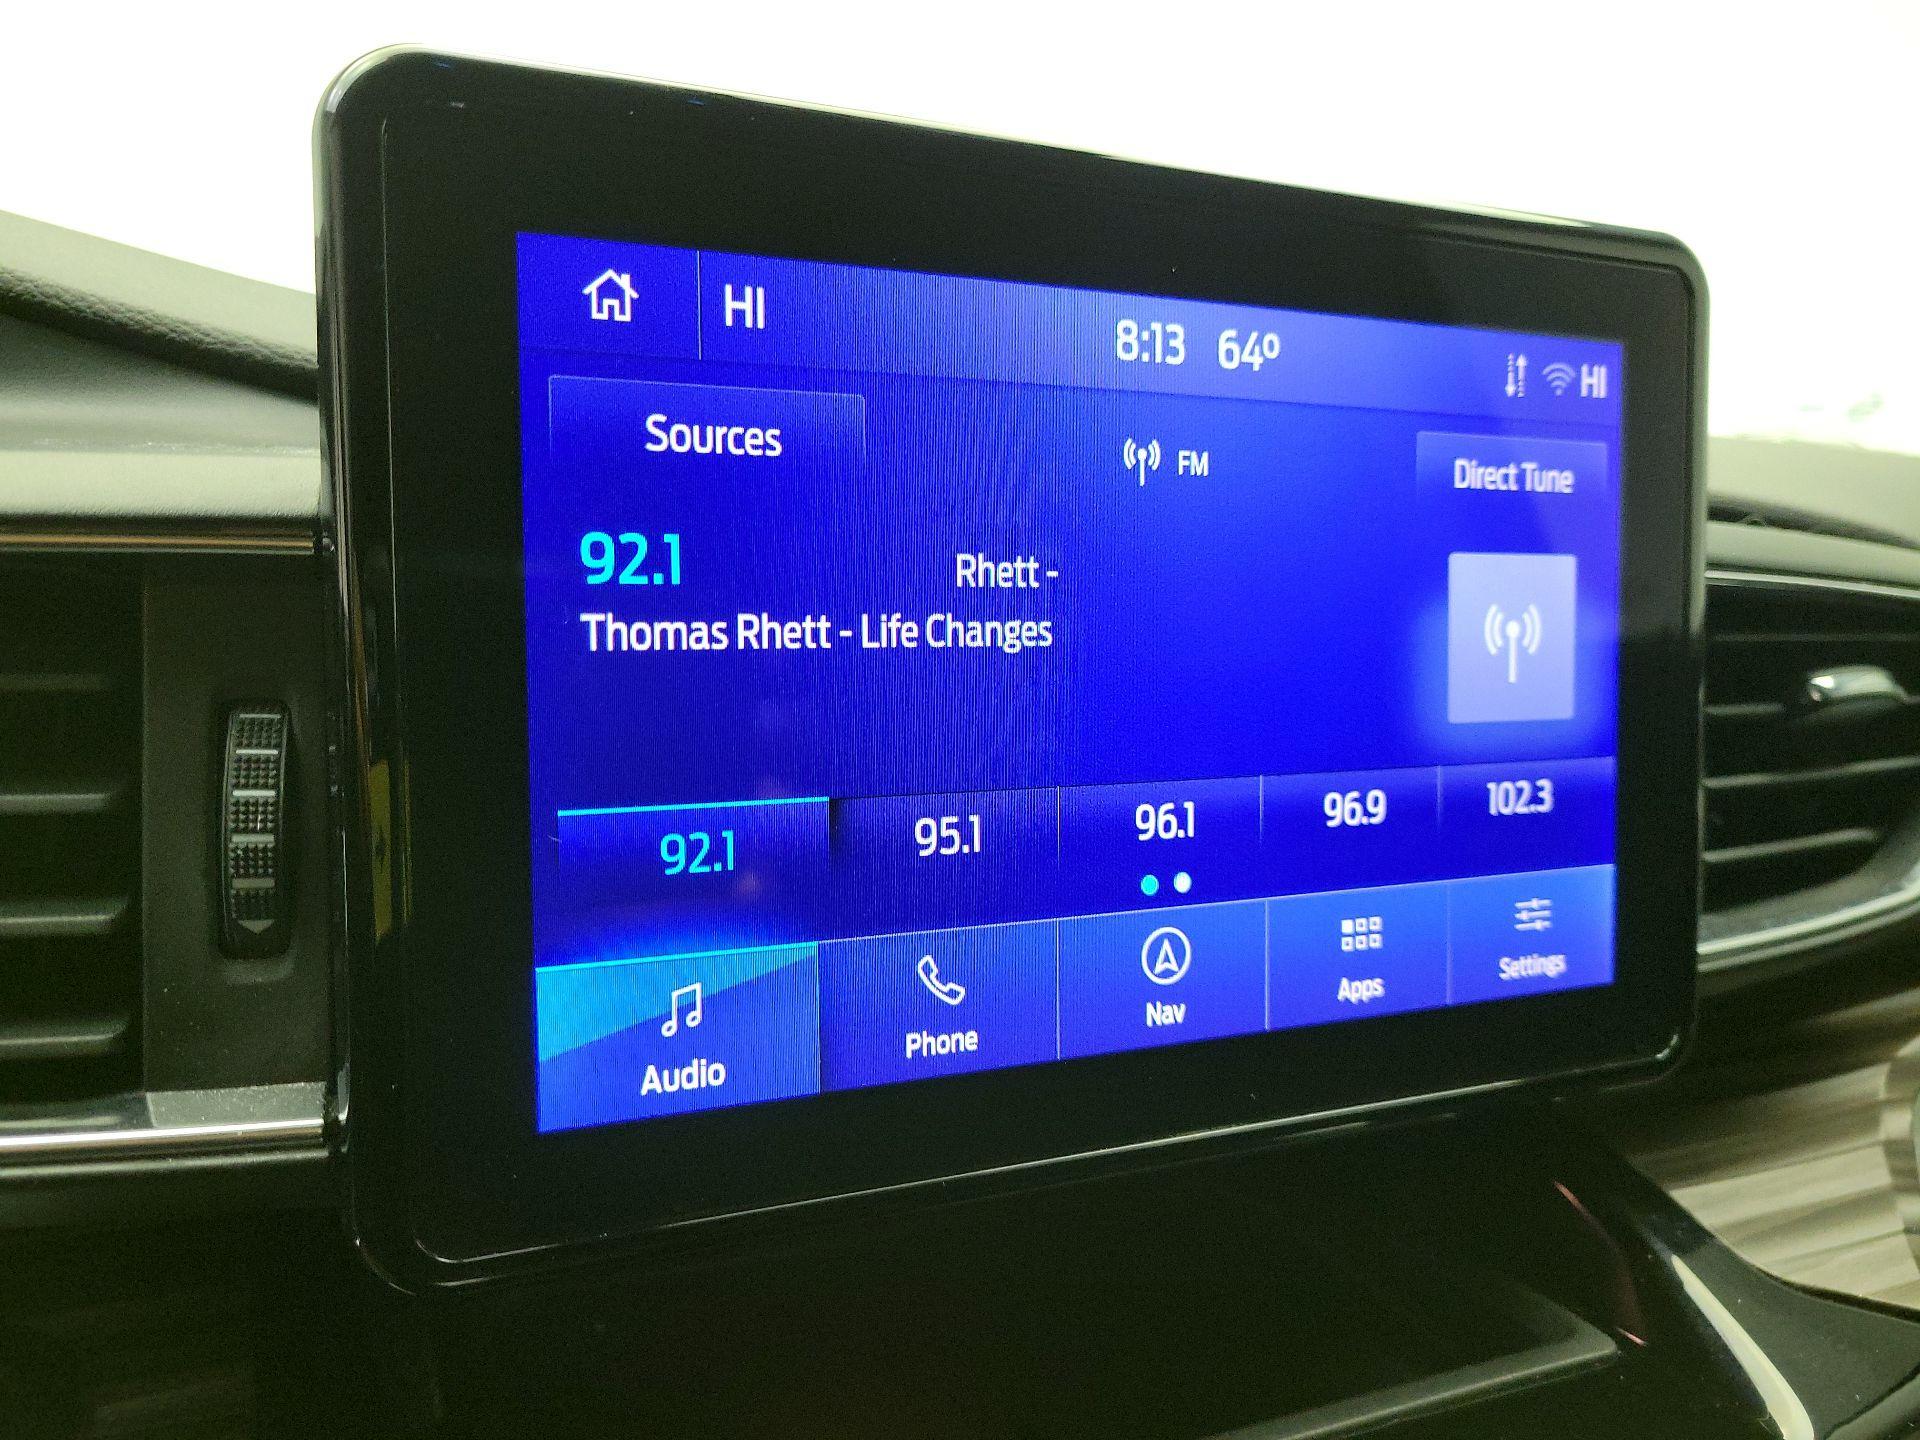 HI
8:13 64º
HI
Sources
FM
Direct Tune
92.1
Rhett -
Thomas Rhett - Life Changes
92.1
95.1
96.1
96.9
102.3
Audio
Phone
Nav
Apps
Settings